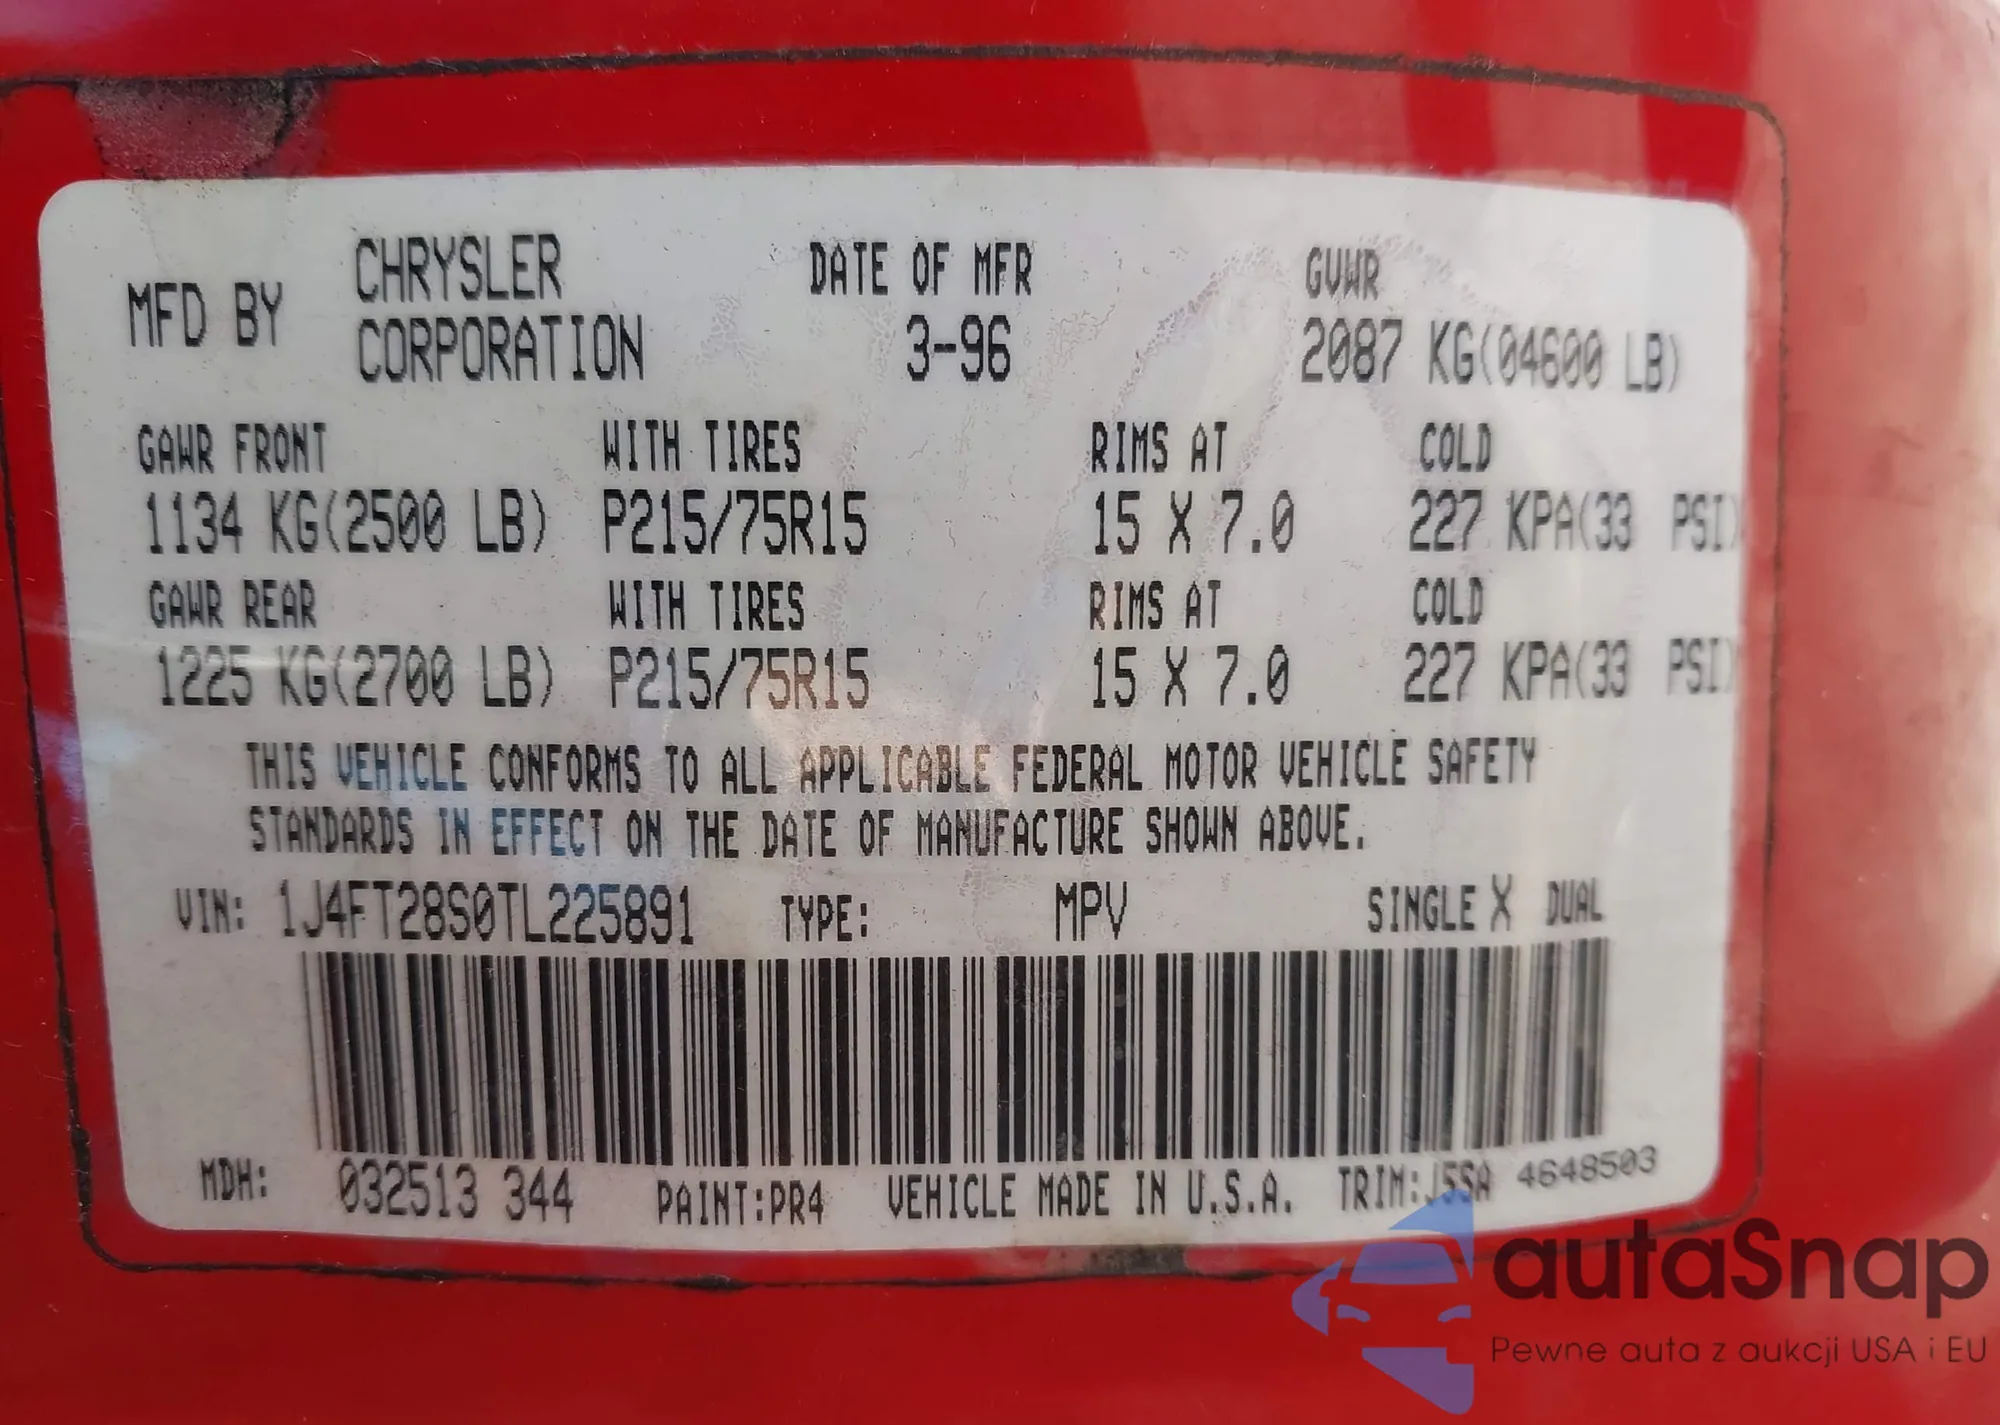 MFD BY CHRYSLER CORPORATION DATE OF MFR 3-96 GVWR 2087 KG(04600 LB)
GAWR FRONT WITH TIRES RIMS AT COLD
1134 KG(2500 LB) P215/75R15 15 X 7.0 227 KPA(33 PSI)
GAWR REAR WITH TIRES RIMS AT COLD
1225 KG(2700 LB) P215/75R15 15 X 7.0 227 KPA(33 PSI)
THIS VEHICLE CONFORMS TO ALL APPLICABLE FEDERAL MOTOR VEHICLE SAFETY
STANDARDS IN EFFECT ON THE DATE OF MANUFACTURE SHOWN ABOVE.
VIN: 1J4FT28S0TL225891 TYPE: MPV SINGLE X DUAL
MDH: 032513 344 PAINT:PR4 VEHICLE MADE IN U.S.A. TRIM:J5SA 4648503
autaSnap
Pewne auta z aukcji USA i EU